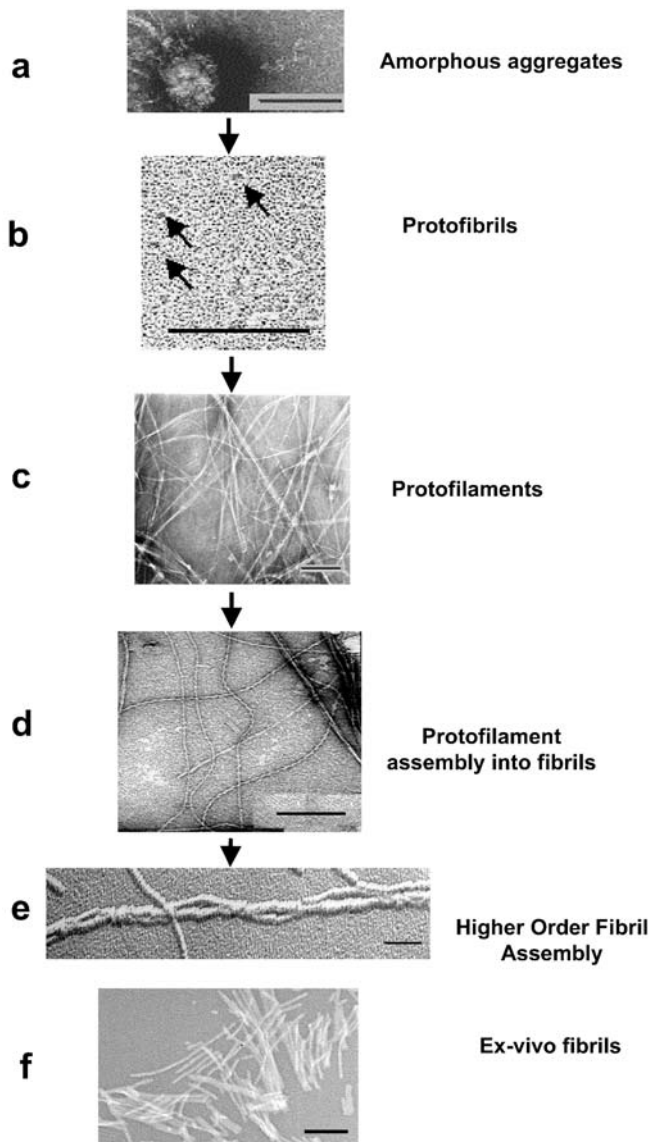 a
Amorphous aggregates
b
Protofibrils
c
Protofilaments
d
Protofilament
assembly into fibrils
e
Higher Order Fibril
Assembly
f
Ex-vivo fibrils